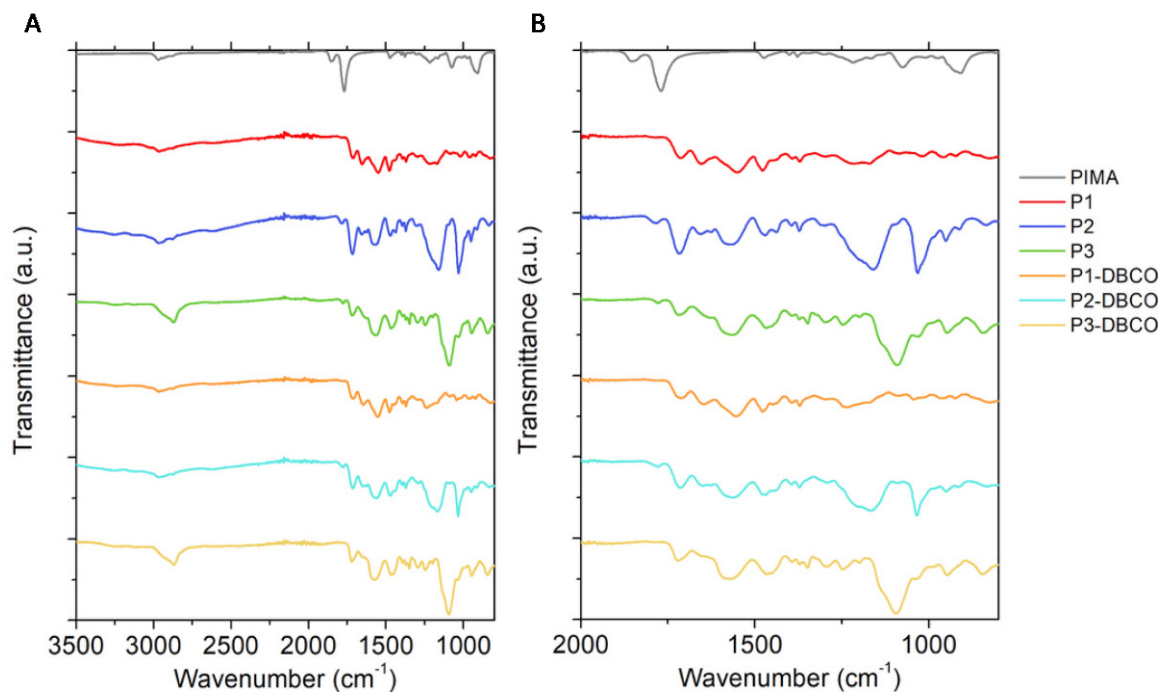 A
B
Transmittance (a.u.)
3500 3000 2500 2000 1500 1000
Wavenumber (cm⁻¹)
Transmittance (a.u.)
2000 1500 1000
Wavenumber (cm⁻¹)
PIMA
P1
P2
P3
P1-DBCO
P2-DBCO
P3-DBCO